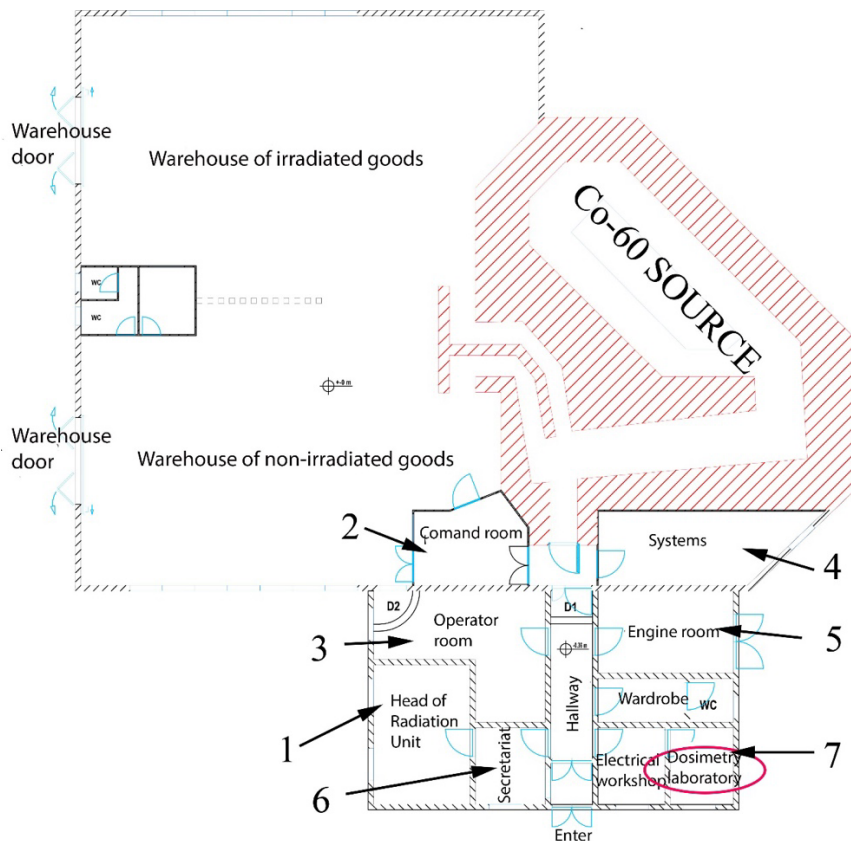 Warehouse
door
Warehouse of irradiated goods
Co-60 SOURCE
WC
WC
+-0 m
Warehouse
door
Warehouse of non-irradiated goods
2
Comand room
Systems
4
D2
D1
3
Operator
room
Engine room
5
Hallway
Head of
Radiation
Unit
1
Wardrobe
WC
Secretariat
6
Electrical
workshop
Dosimetry
laboratory
7
Enter